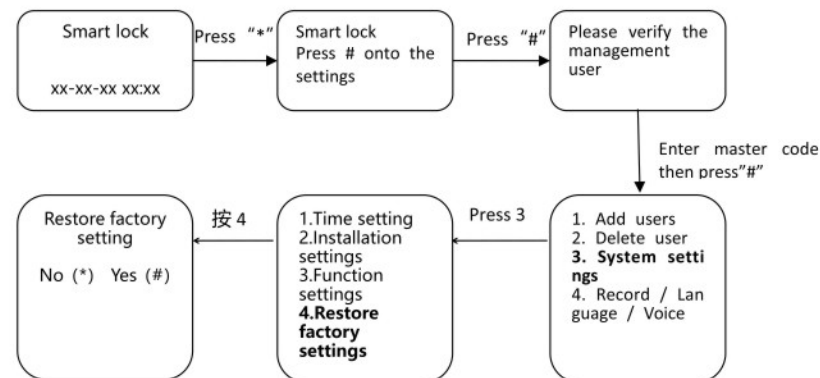 Smart lock
xx-xx-xx xx:xx
Press “*”
Smart lock
Press # onto the
settings
Press “#”
Please verify the
management
user
Enter master code
then press”#”
1. Add users
2. Delete user
3. System setti
ngs
4. Record / Lan
guage / Voice
Press 3
1.Time setting
2.Installation
settings
3.Function
settings
4.Restore
factory
settings
按 4
Restore factory
setting
No (*) Yes (#)